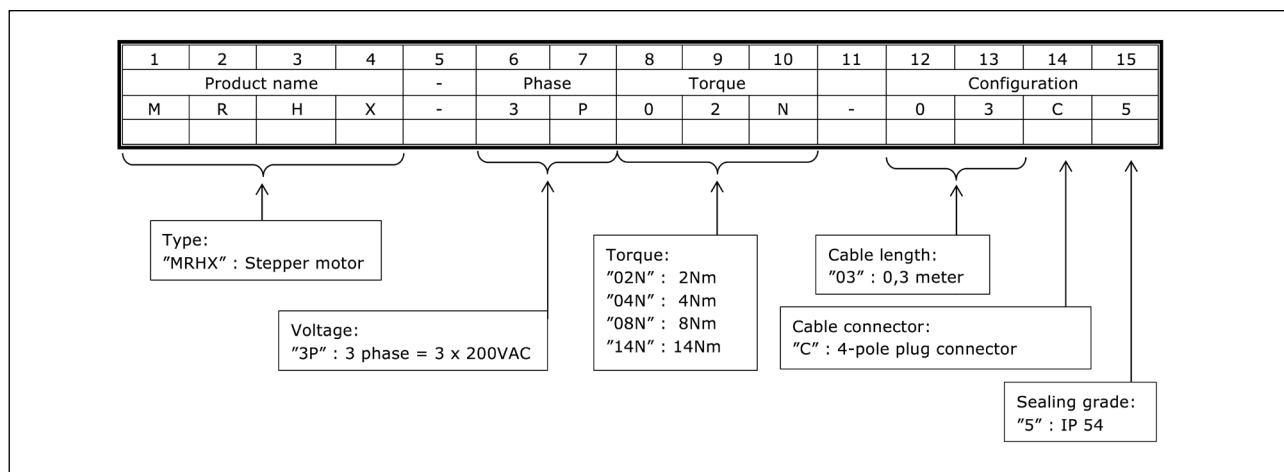 1 2 3 4 5 6 7 8 9 10 11 12 13 14 15
Product name - Phase Torque Configuration
M R H X - 3 P 0 2 N - 0 3 C 5
Type:
"MRHX" : Stepper motor
Voltage:
"3P" : 3 phase = 3 x 200VAC
Torque:
"02N" : 2Nm
"04N" : 4Nm
"08N" : 8Nm
"14N" : 14Nm
Cable length:
"03" : 0,3 meter
Cable connector:
"C" : 4-pole plug connector
Sealing grade:
"5" : IP 54